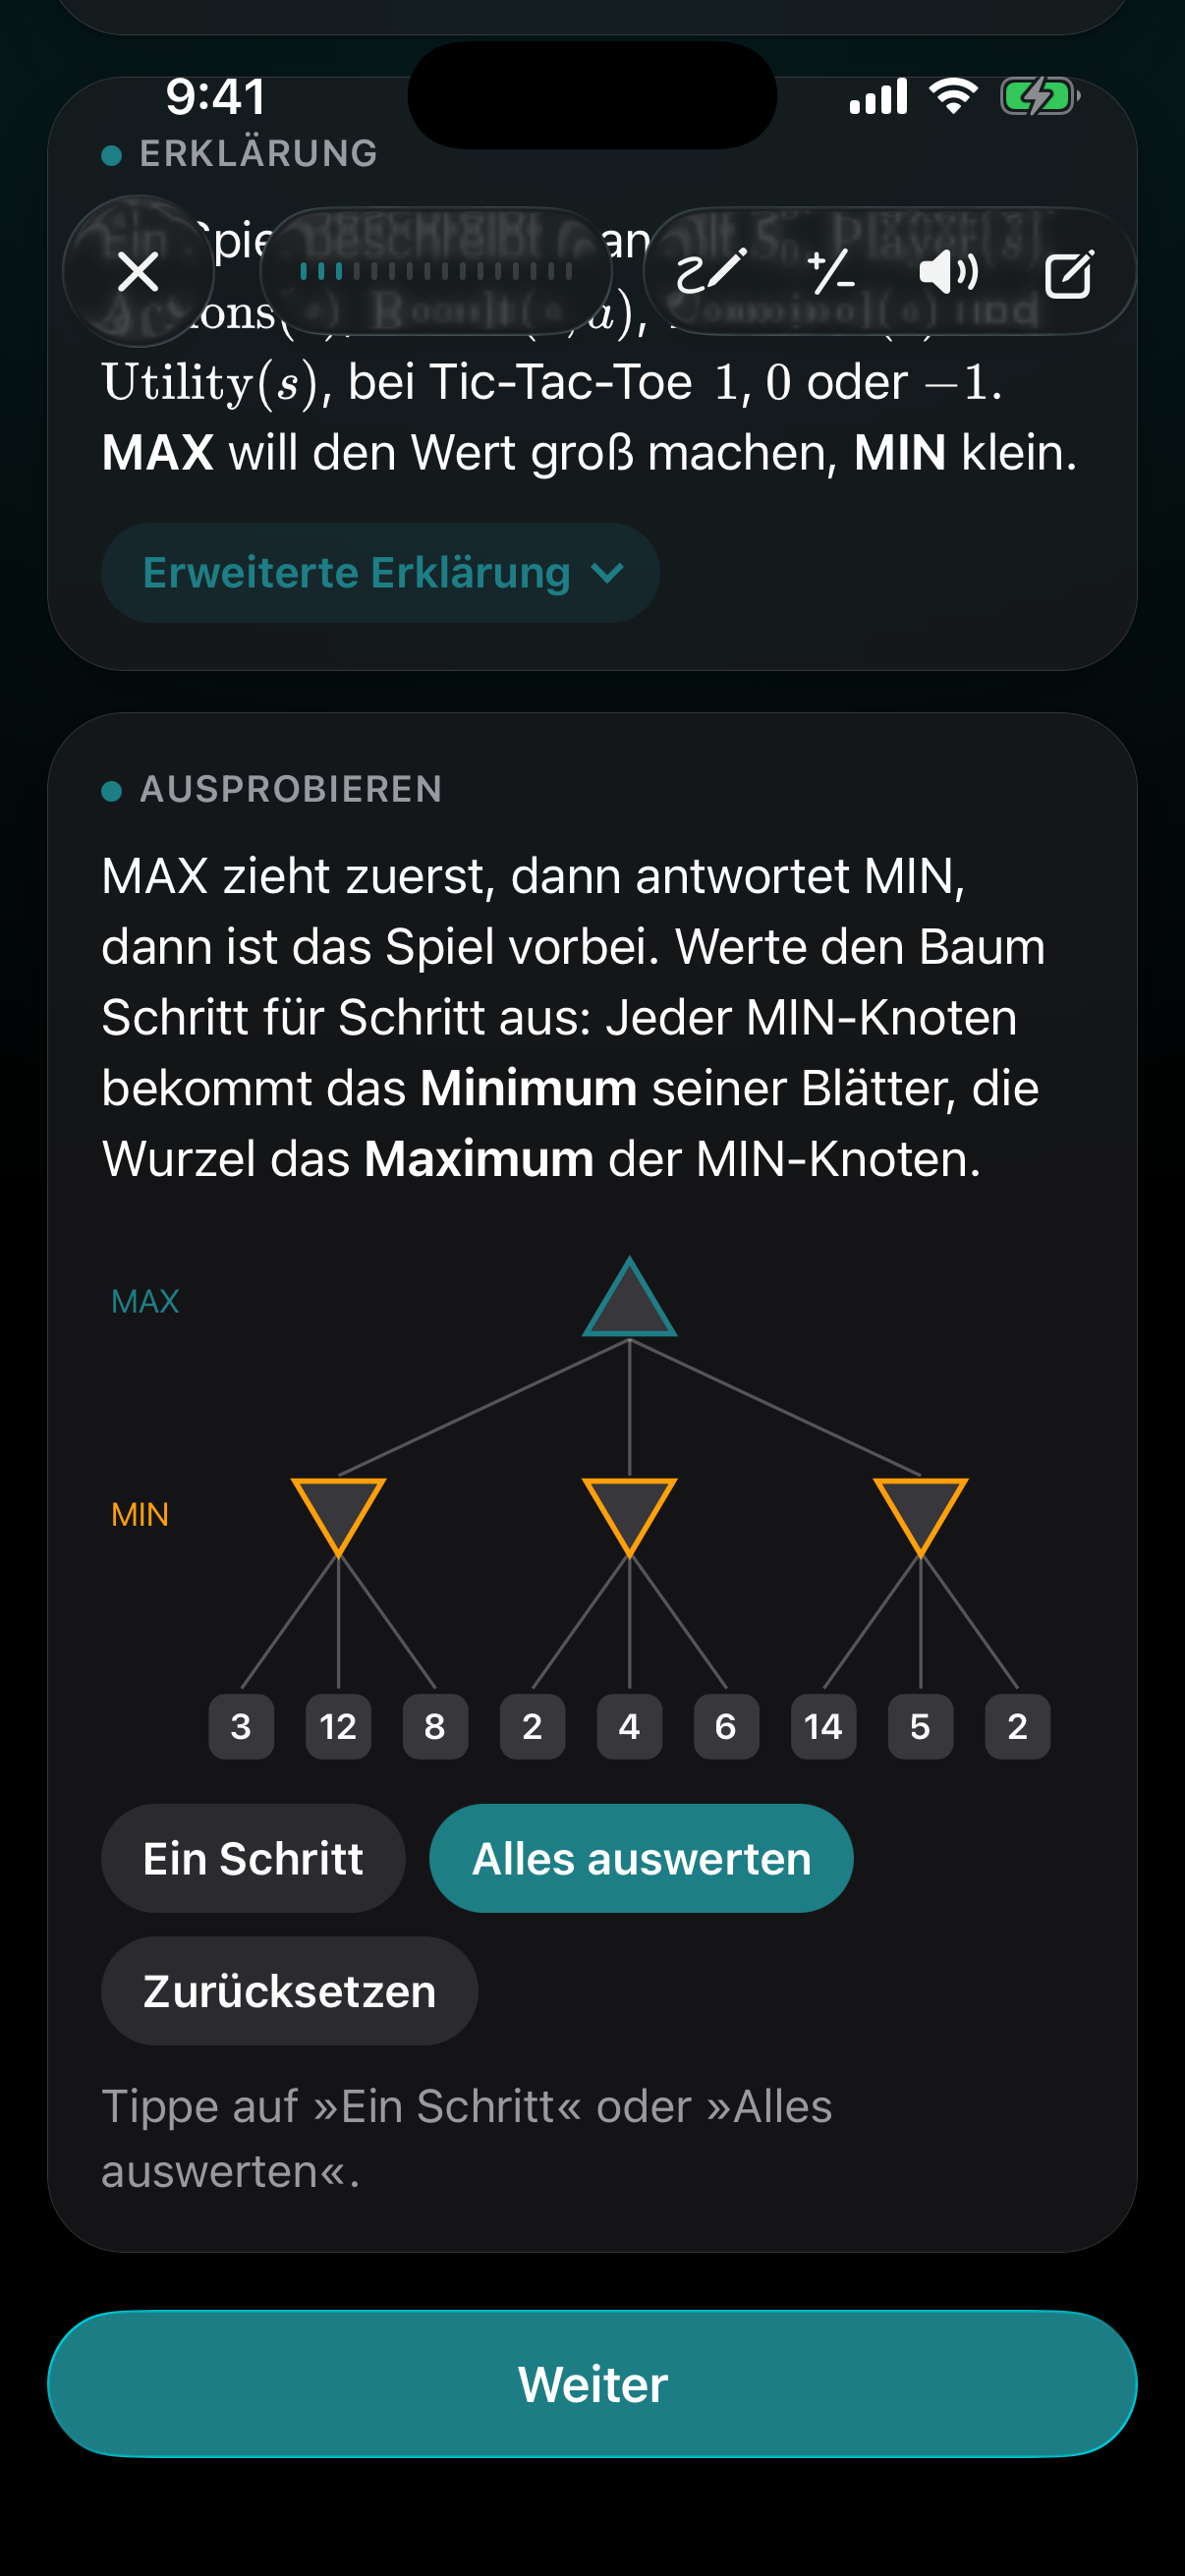 9:41
ERKLÄRUNG
Utility(s), bei Tic-Tac-Toe 1, 0 oder −1.
MAX will den Wert groß machen, MIN klein.
Erweiterte Erklärung
AUSPROBIEREN
MAX zieht zuerst, dann antwortet MIN,
dann ist das Spiel vorbei. Werte den Baum
Schritt für Schritt aus: Jeder MIN-Knoten
bekommt das Minimum seiner Blätter, die
Wurzel das Maximum der MIN-Knoten.
MAX
MIN
3 12 8 2 4 6 14 5 2
Ein Schritt Alles auswerten
Zurücksetzen
Tippe auf »Ein Schritt« oder »Alles
auswerten«.
Weiter